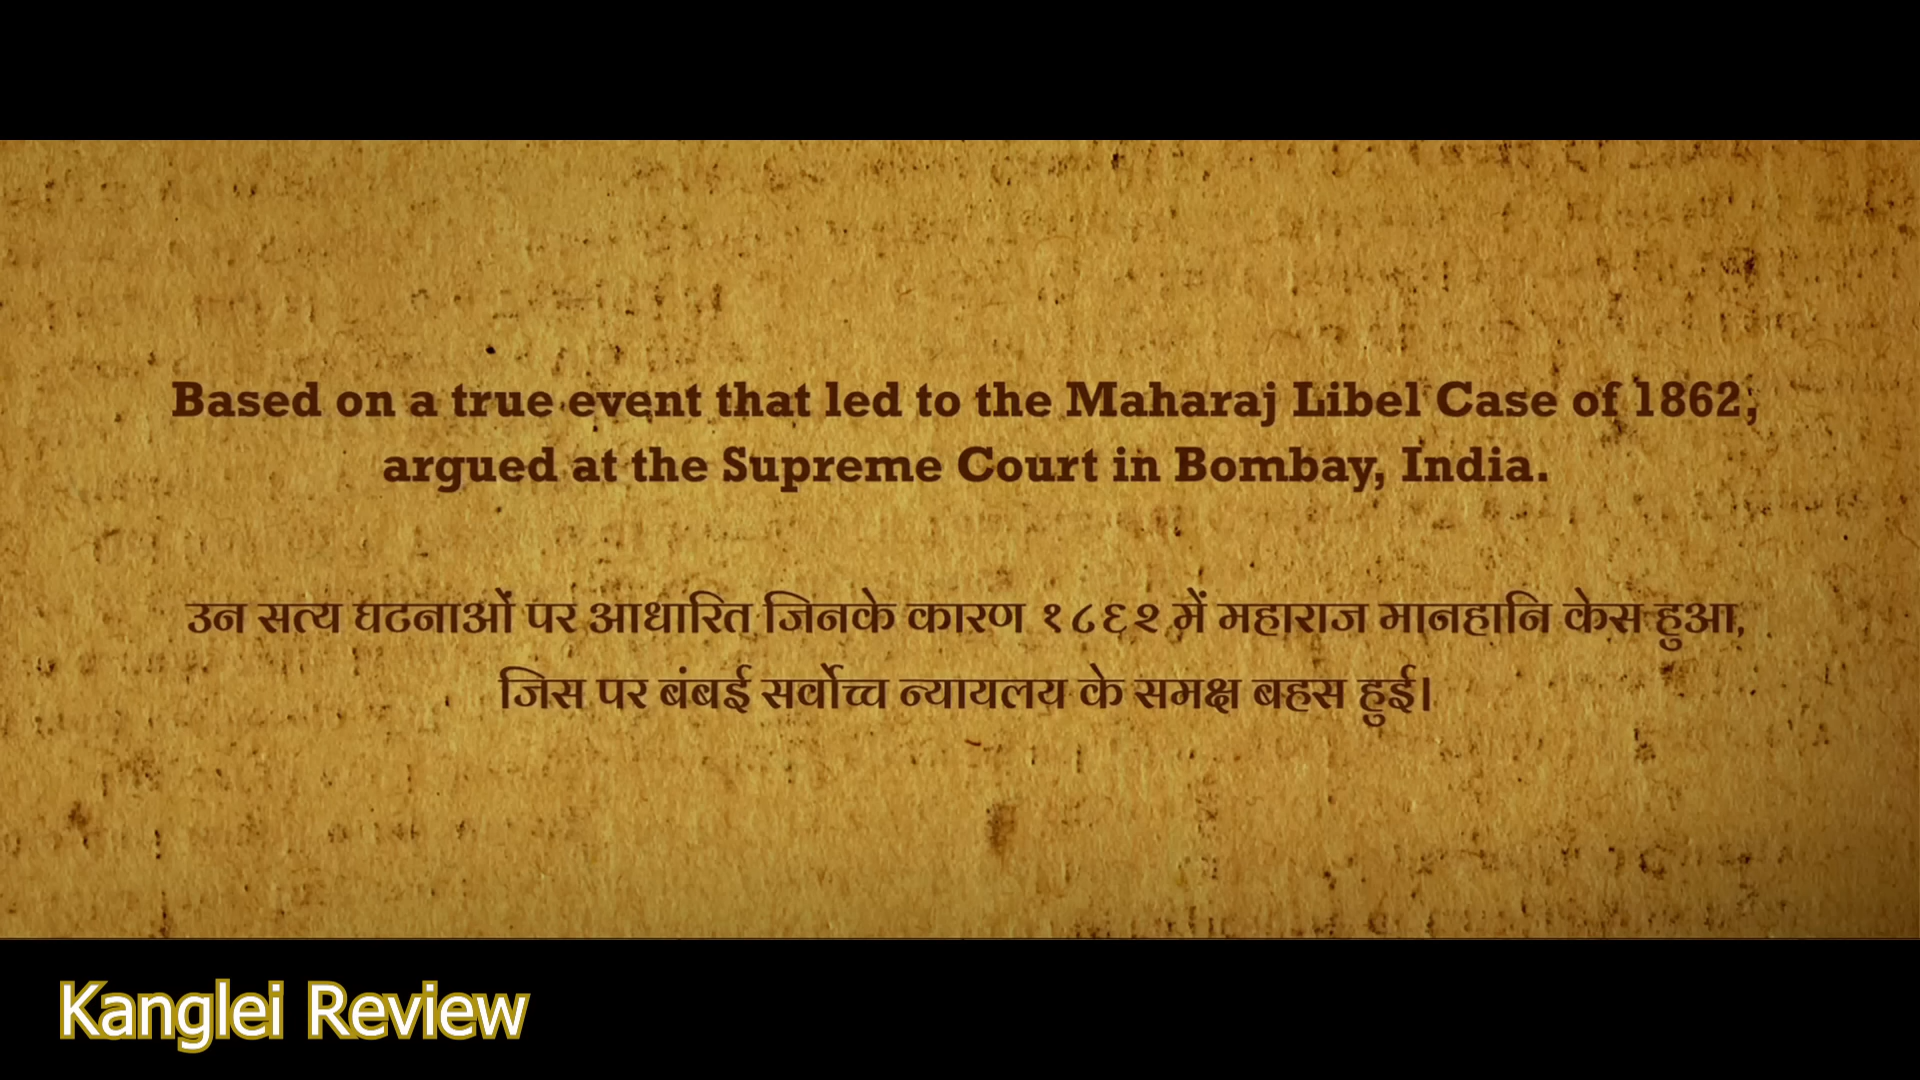 Based on a true event that led to the Maharaj Libel Case of 1862,
argued at the Supreme Court in Bombay, India.
उन सत्य घटनाओं पर आधारित जिनके कारण १८६२ में महाराज मानहानि केस हुआ,
जिस पर बंबई सर्वोच्च न्यायलय के समक्ष बहस हुई।
Kanglei Review